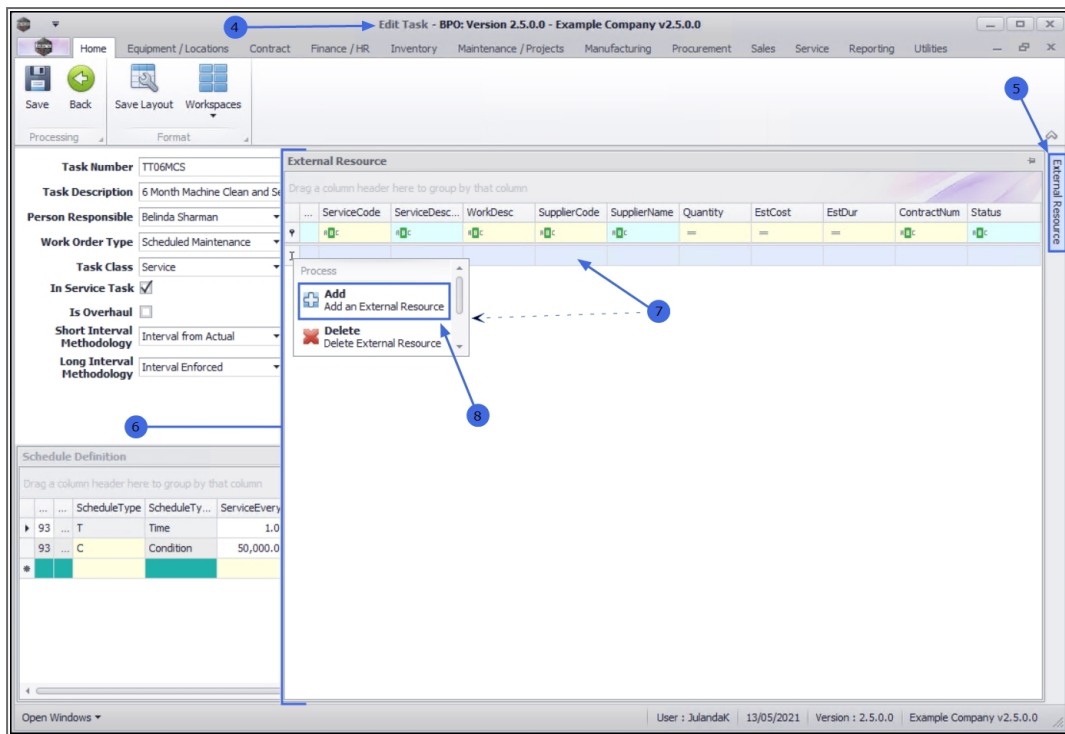 4
Edit Task - BPO: Version 2.5.0.0 - Example Company v2.5.0.0
Home Equipment / Locations Contract Finance / HR Inventory Maintenance / Projects Manufacturing Procurement Sales Service Reporting Utilities
Save Back Save Layout Workspaces
5
Processing Format
Task Number TT06MCS
Task Description 6 Month Machine Clean and Se
Person Responsible Belinda Sharman
Work Order Type Scheduled Maintenance
Task Class Service
In Service Task
Is Overhaul
Short Interval Methodology Interval from Actual
Long Interval Methodology Interval Enforced
6
Schedule Definition
Drag a column header here to group by that column
... ... ScheduleType ScheduleTy... ServiceEvery
93 ... T Time 1.0
93 ... C Condition 50,000.0
External Resource
Drag a column header here to group by that column
... ServiceCode ServiceDesc... WorkDesc SupplierCode SupplierName Quantity EstCost EstDur ContractNum Status
= = =
Process
Add
Add an External Resource
Delete
Delete External Resource
7
8
External Resource
Open Windows User : JulandaK 13/05/2021 Version : 2.5.0.0 Example Company v2.5.0.0